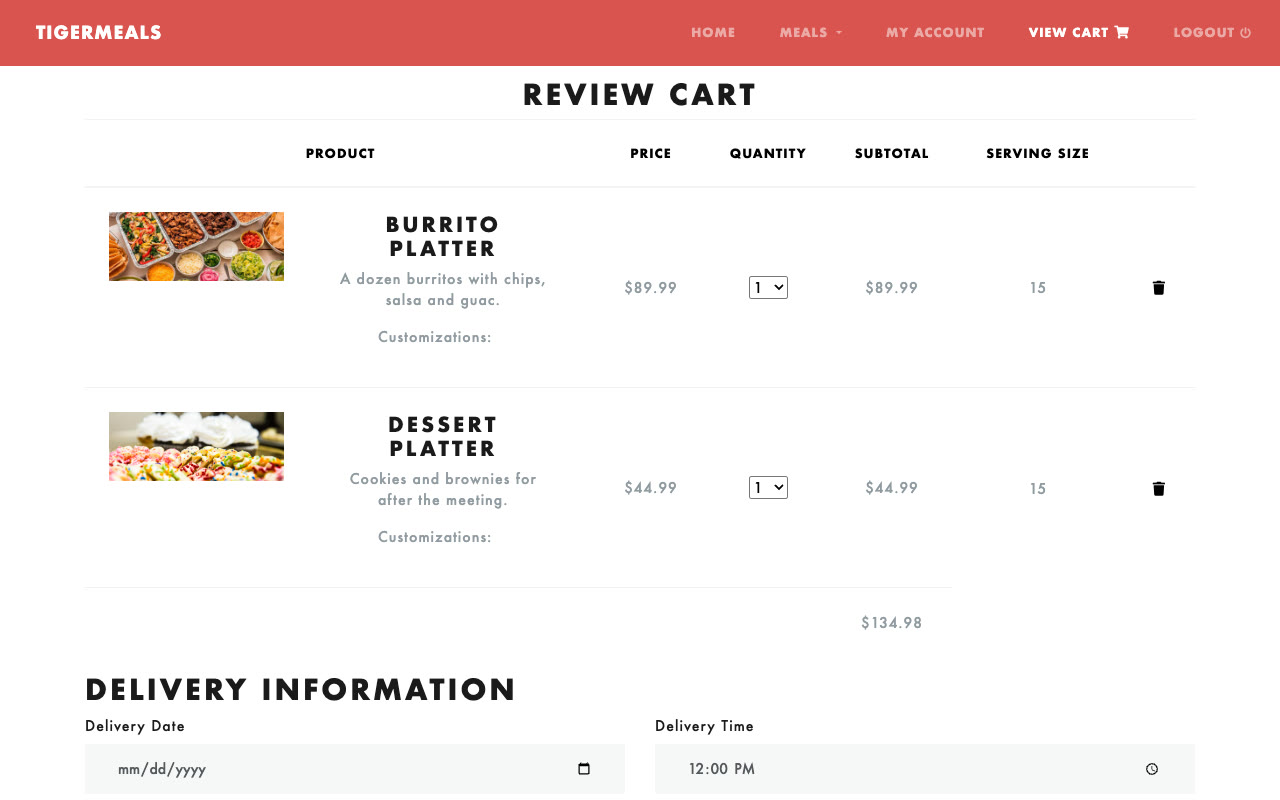 TIGERMEALS
HOME MEALS MY ACCOUNT VIEW CART LOGOUT
REVIEW CART
PRODUCT PRICE QUANTITY SUBTOTAL SERVING SIZE
BURRITO
PLATTER
A dozen burritos with chips,
salsa and guac.
Customizations:
$89.99 1 $89.99 15
DESSERT
PLATTER
Cookies and brownies for
after the meeting.
Customizations:
$44.99 1 $44.99 15
$134.98
DELIVERY INFORMATION
Delivery Date
mm/dd/yyyy
Delivery Time
12:00 PM